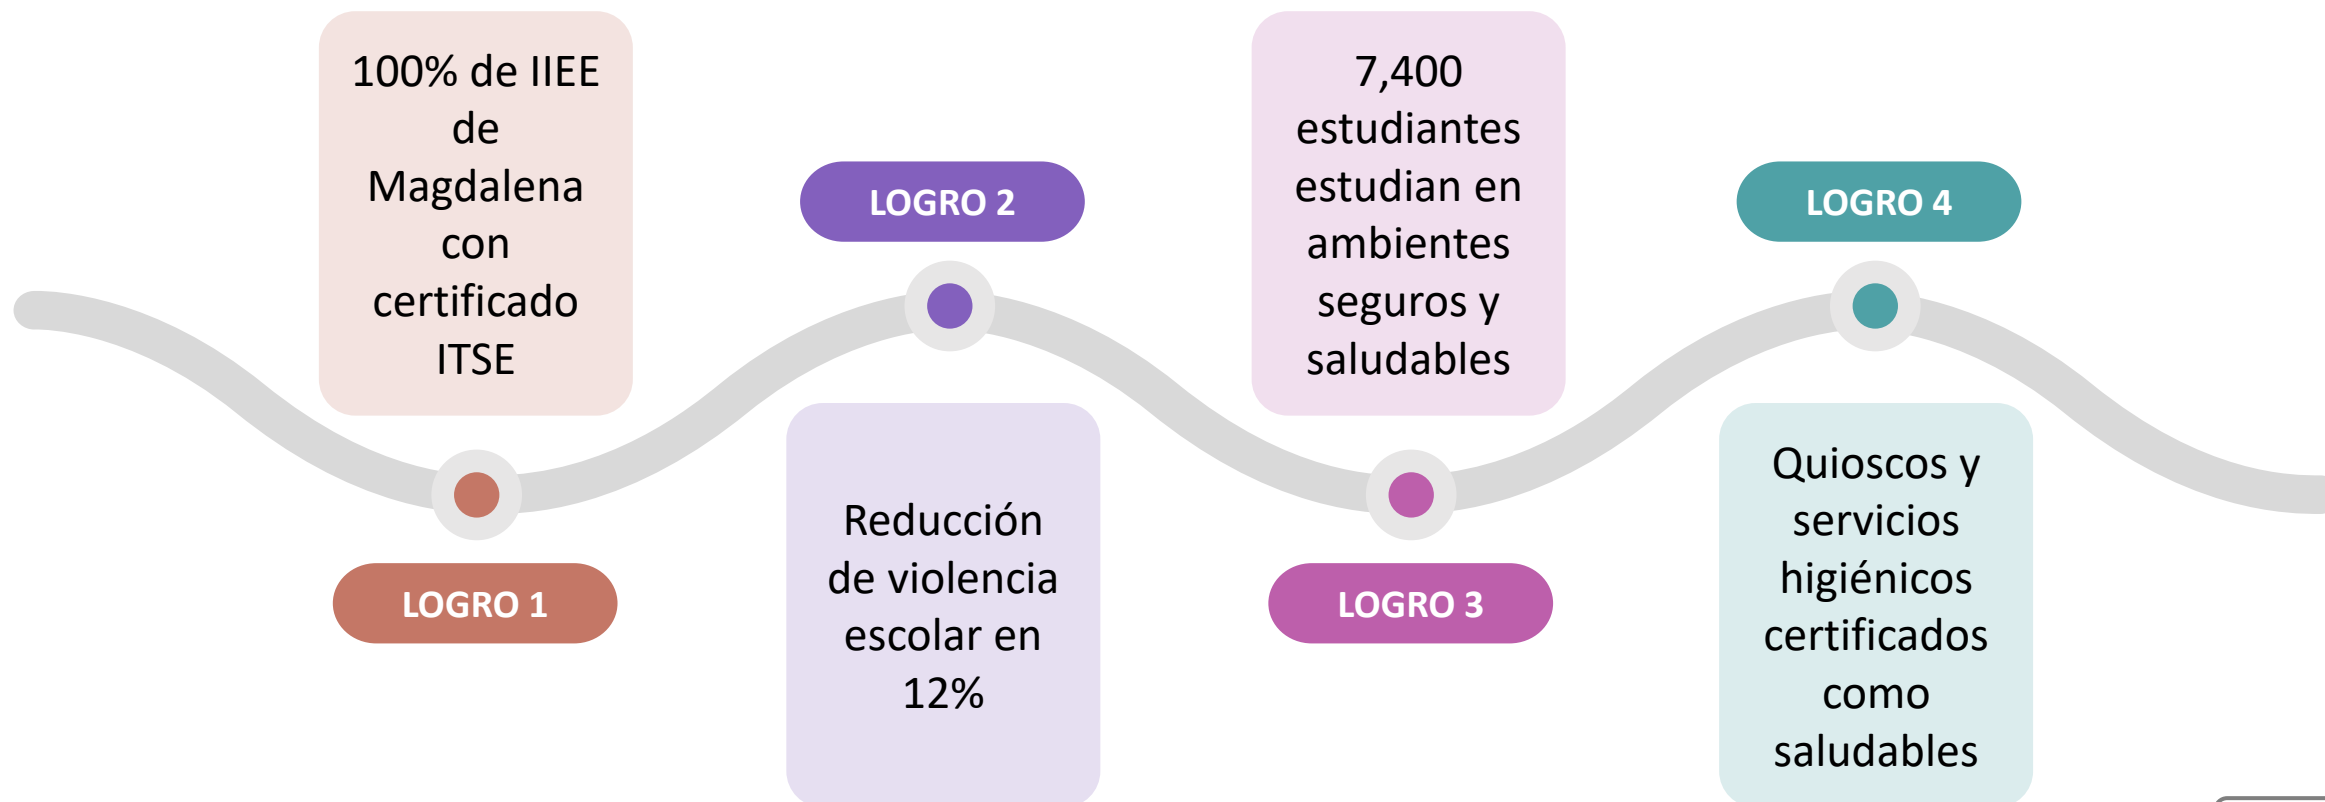 100% de IIEE
de
Magdalena
con
certificado
ITSE
LOGRO 1
LOGRO 2
Reducción
de violencia
escolar en
12%
7,400
estudiantes
estudian en
ambientes
seguros y
saludables
LOGRO 3
LOGRO 4
Quioscos y
servicios
higiénicos
certificados
como
saludables